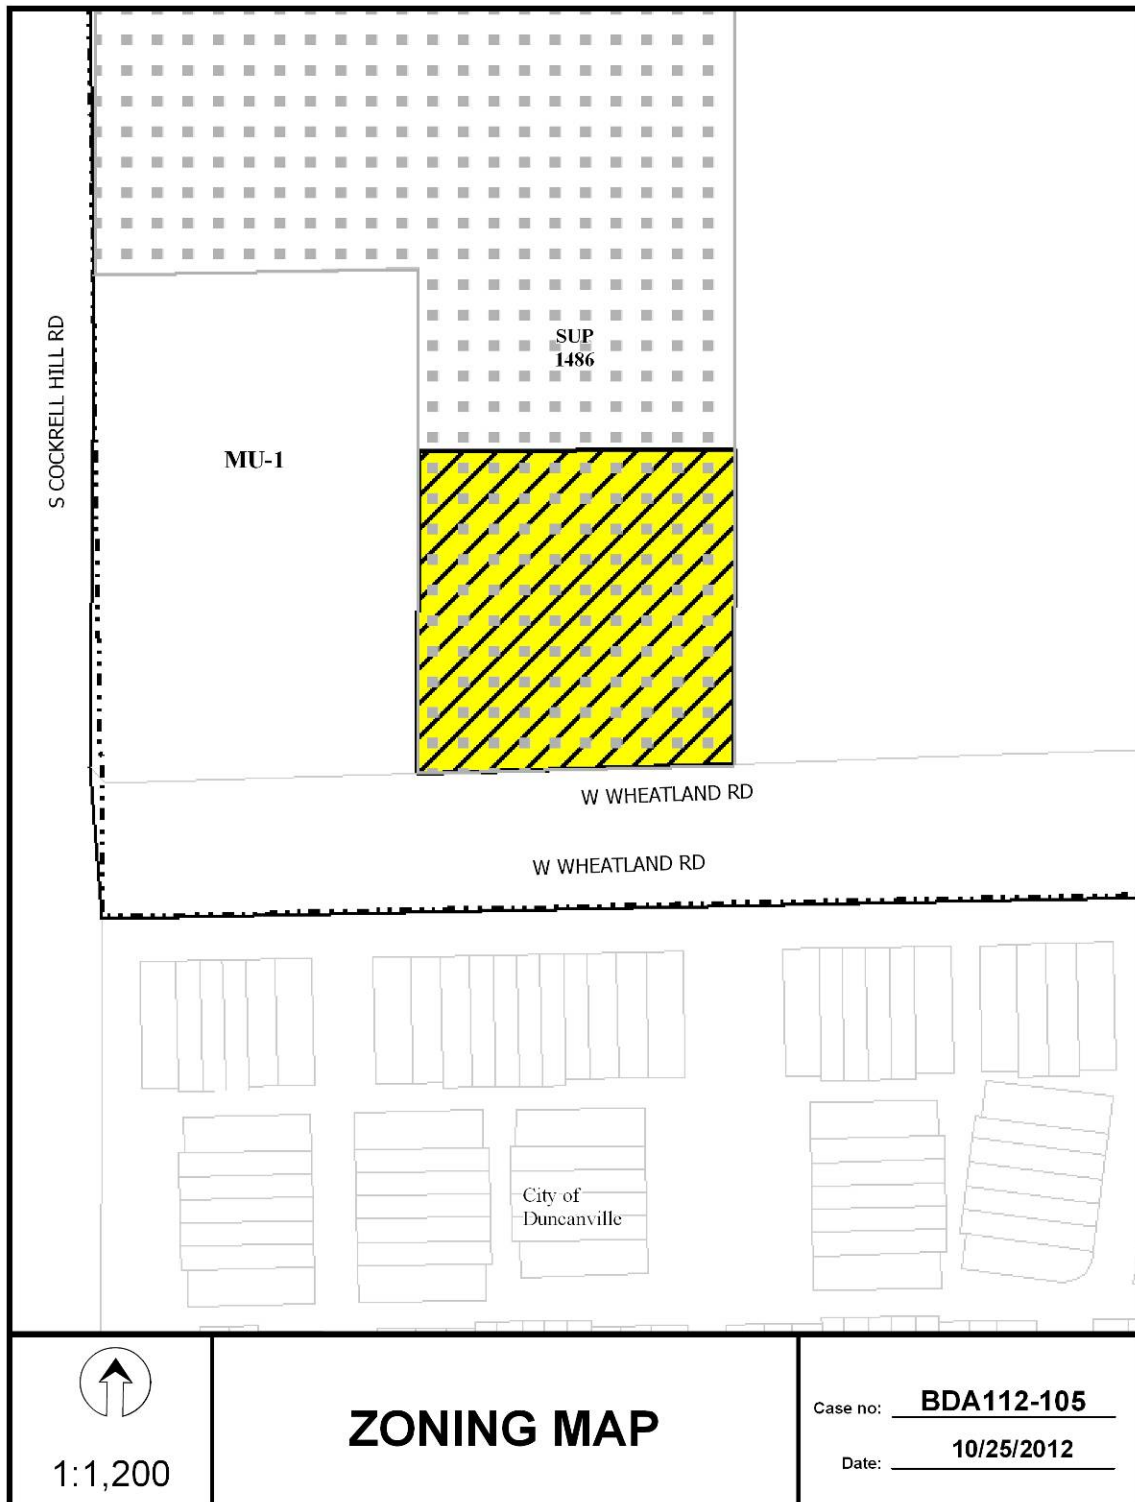 S COCKRELL HILL RD
SUP
1486
MU-1
W WHEATLAND RD
W WHEATLAND RD
City of
Duncanville
1:1,200
ZONING MAP
Case no: BDA112-105
Date: 10/25/2012